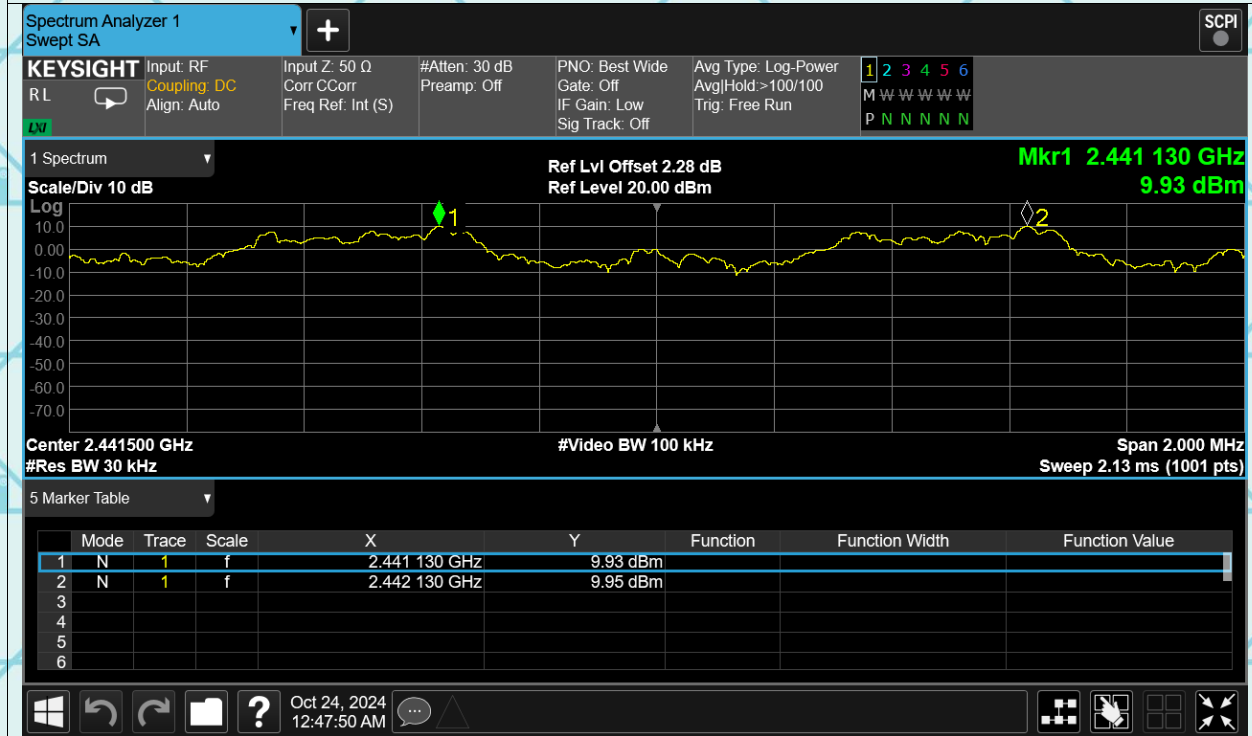 Spectrum Analyzer 1
Swept SA
+
SCPI
KEYSIGHT
RL
LXI
Input: RF
Coupling: DC
Align: Auto
Input Z: 50 Ω
Corr CCorr
Freq Ref: Int (S)
#Atten: 30 dB
Preamp: Off
PNO: Best Wide
Gate: Off
IF Gain: Low
Sig Track: Off
Avg Type: Log-Power
Avg|Hold:>100/100
Trig: Free Run
1 2 3 4 5 6
M W W W W W
P N N N N N
1 Spectrum
Scale/Div 10 dB
Ref Lvl Offset 2.28 dB
Ref Level 20.00 dBm
Mkr1 2.441 130 GHz
9.93 dBm
Log
1
2
10.0
0.00
-10.0
-20.0
-30.0
-40.0
-50.0
-60.0
-70.0
Center 2.441500 GHz
#Res BW 30 kHz
#Video BW 100 kHz
Span 2.000 MHz
Sweep 2.13 ms (1001 pts)
5 Marker Table
Mode Trace Scale X Y Function Function Width Function Value
1 N 1 f 2.441 130 GHz 9.93 dBm
2 N 1 f 2.442 130 GHz 9.95 dBm
3
4
5
6
?
Oct 24, 2024
12:47:50 AM